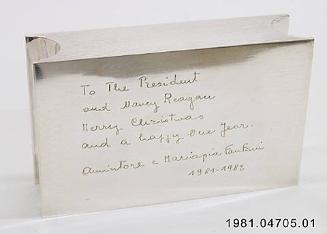 To The President
and Nancy Reagan
Merry Christmas
and a happy One Year.
Amintore e Mariapia Fanfani
1981-1982
1981.04705.01